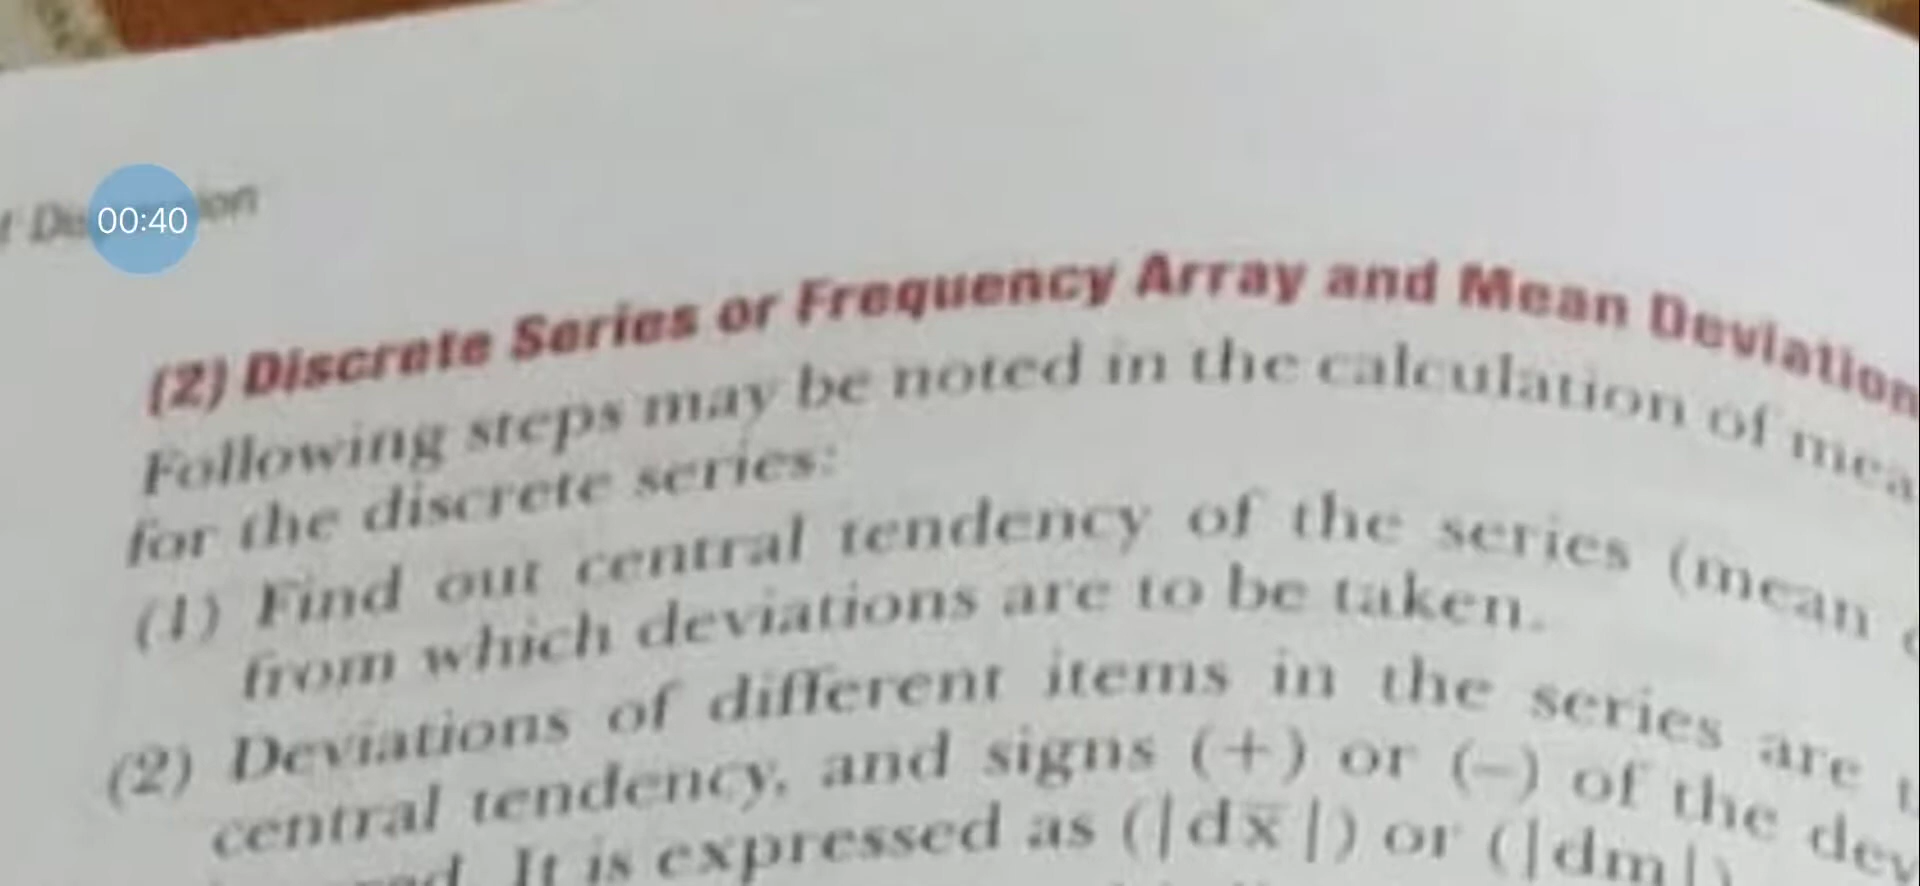 00:40
(2) Discrete Series or Frequency Array and Mean Deviation
Following steps may be noted in the calculation of mea
for the discrete series:
(1) Find out central tendency of the series (mean
from which deviations are to be taken.
(2) Deviations of different items in the series are
central tendency, and signs (+) or (–) of the dev
It is expressed as (|dx̅|) or (|dm|)